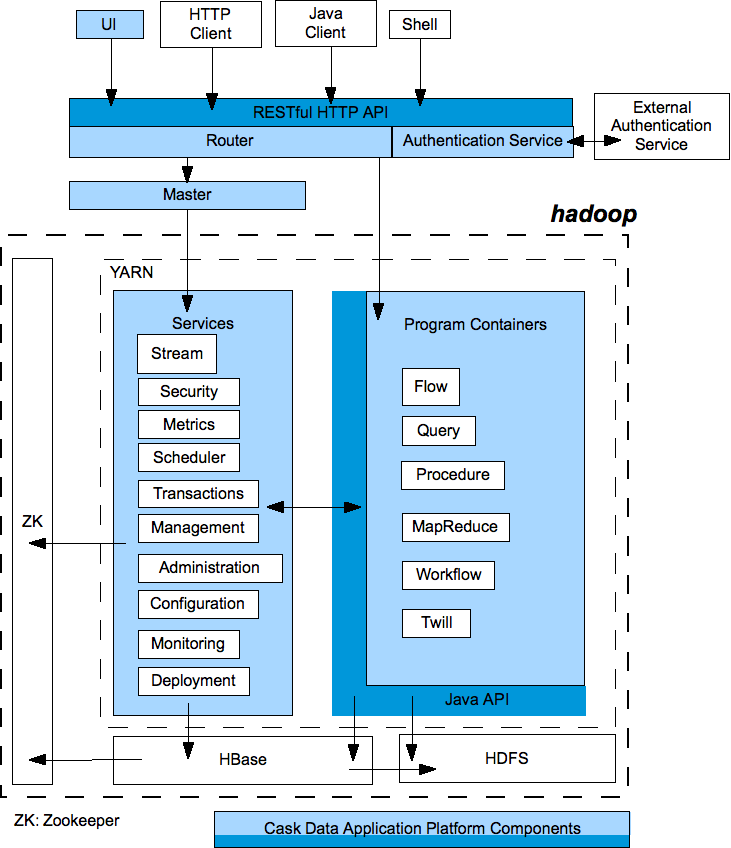 UI
HTTP
Client
Java
Client
Shell
RESTful HTTP API
Router
Authentication Service
External
Authentication
Service
Master
hadoop
YARN
Services
Program Containers
Stream
Security
Metrics
Scheduler
Transactions
Management
Administration
Configuration
Monitoring
Deployment
Flow
Query
Procedure
MapReduce
Workflow
Twill
ZK
Java API
HBase
HDFS
ZK: Zookeeper
Cask Data Application Platform Components